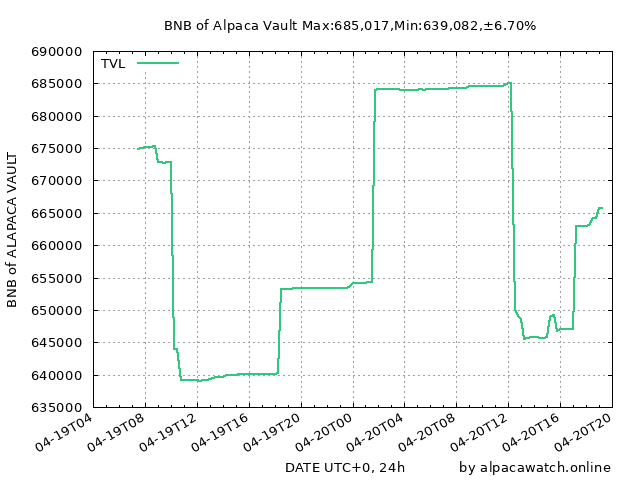 BNB of Alpaca Vault Max:685,017,Min:639,082,±6.70%
TVL
690000
685000
680000
675000
670000
665000
660000
655000
650000
645000
640000
635000
BNB of ALAPACA VAULT
04-19T04
04-19T08
04-19T12
04-19T16
04-19T20
04-20T00
04-20T04
04-20T08
04-20T12
04-20T16
04-20T20
DATE UTC+0, 24h
by alpacawatch.online